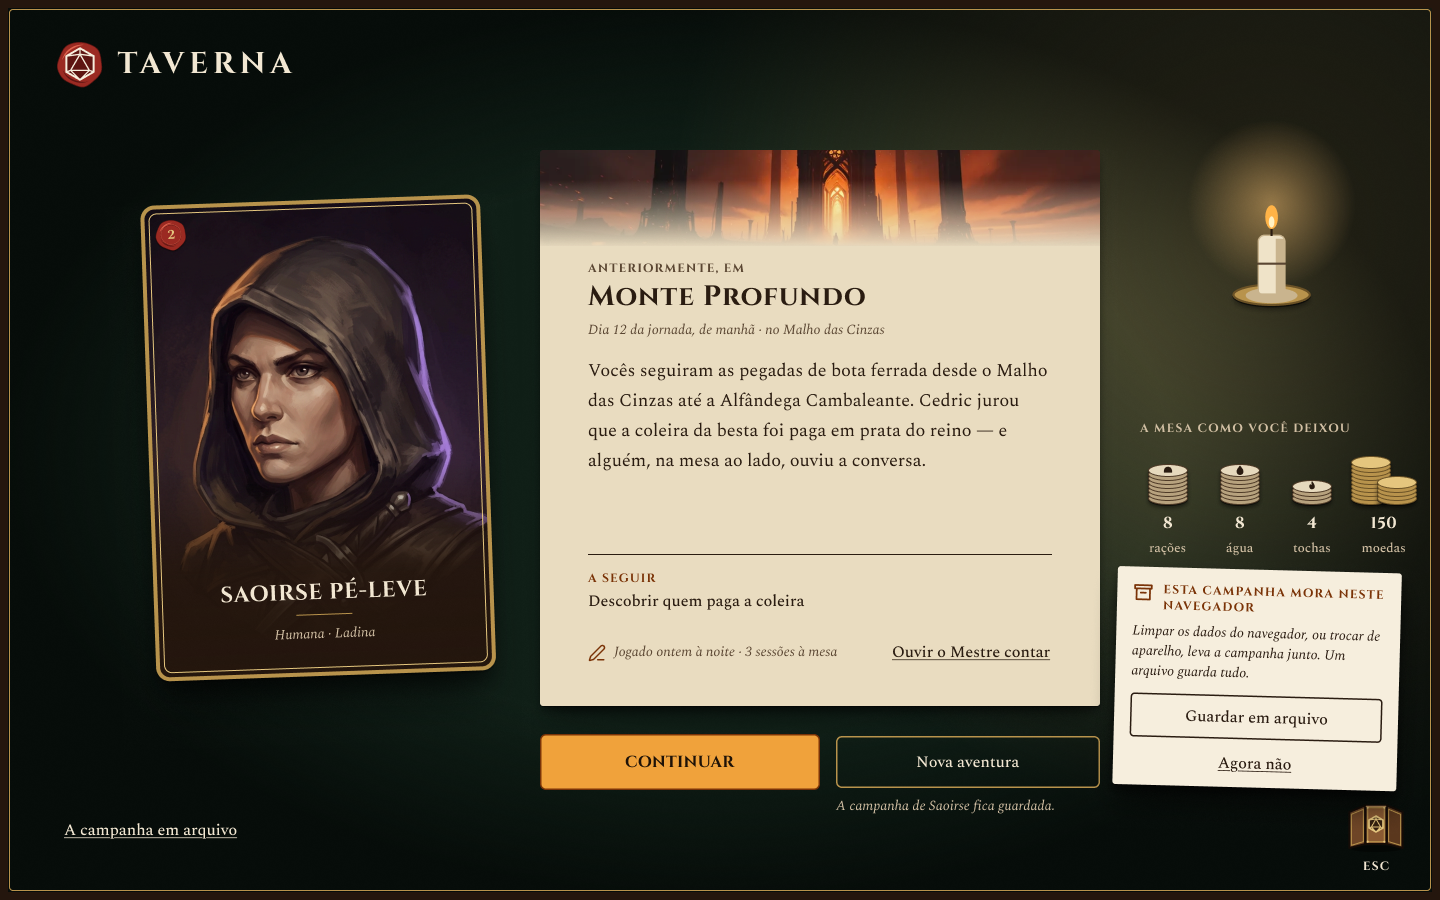 TAVERNA
2
SAOIRSE PÉ-LEVE
Humana · Ladina
ANTERIORMENTE, EM
MONTE PROFUNDO
Dia 12 da jornada, de manhã · no Malho das Cinzas
Vocês seguiram as pegadas de bota ferrada desde o Malho
das Cinzas até a Alfândega Cambaleante. Cedric jurou
que a coleira da besta foi paga em prata do reino — e
alguém, na mesa ao lado, ouviu a conversa.
A SEGUIR
Descobrir quem paga a coleira
Jogado ontem à noite · 3 sessões à mesa
Ouvir o Mestre contar
CONTINUAR
Nova aventura
A campanha de Saoirse fica guardada.
A MESA COMO VOCÊ DEIXOU
8 8 4 150
rações água tochas moedas
ESTA CAMPANHA MORA NESTE
NAVEGADOR
Limpar os dados do navegador, ou trocar de
aparelho, leva a campanha junto. Um
arquivo guarda tudo.
Guardar em arquivo
Agora não
A campanha em arquivo
ESC